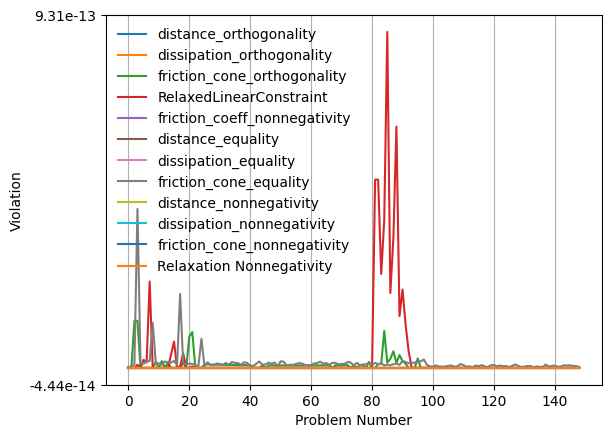 9.31e-13
distance_orthogonality
dissipation_orthogonality
friction_cone_orthogonality
RelaxedLinearConstraint
friction_coeff_nonnegativity
distance_equality
dissipation_equality
friction_cone_equality
distance_nonnegativity
dissipation_nonnegativity
friction_cone_nonnegativity
Relaxation Nonnegativity
Violation
-4.44e-14
0 20 40 60 80 100 120 140
Problem Number